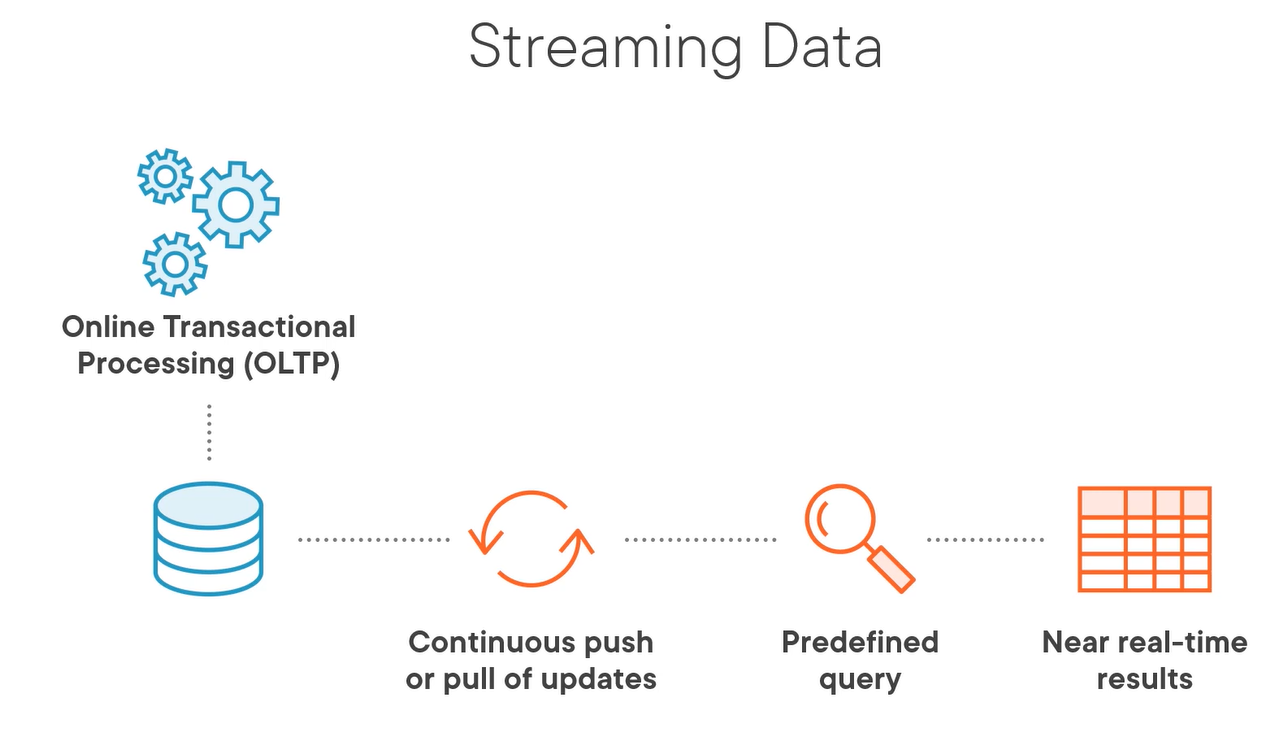 Streaming Data
Online Transactional
Processing (OLTP)
Continuous push
or pull of updates
Predefined
query
Near real-time
results